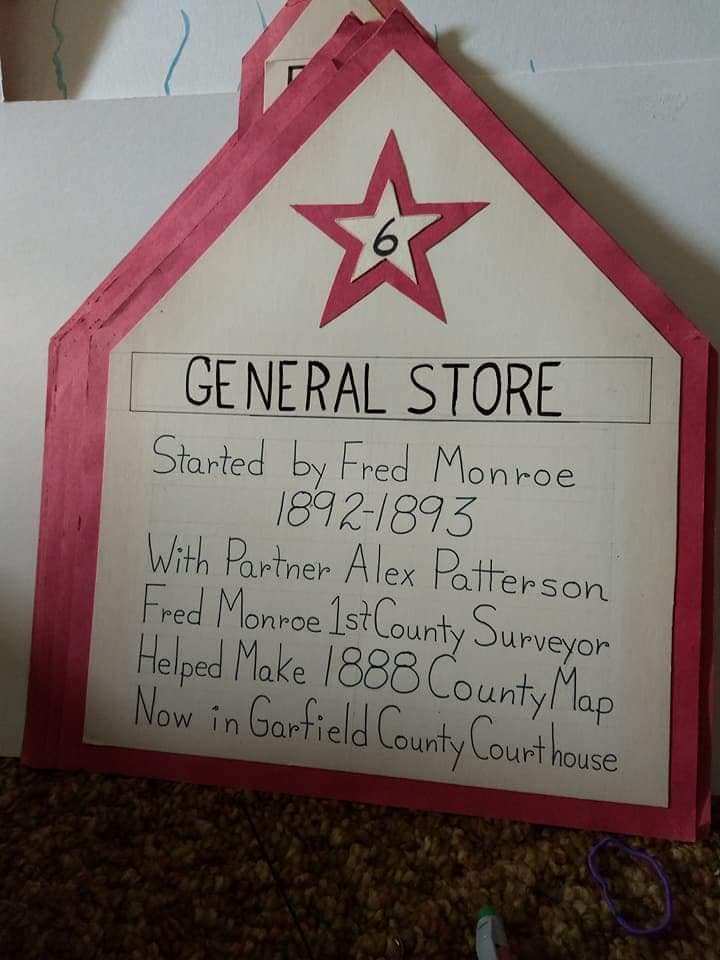 6
GENERAL STORE
Started by Fred Monroe
1892-1893
With Partner Alex Patterson
Fred Monroe 1st County Surveyor
Helped Make 1888 County Map
Now in Garfield County Courthouse